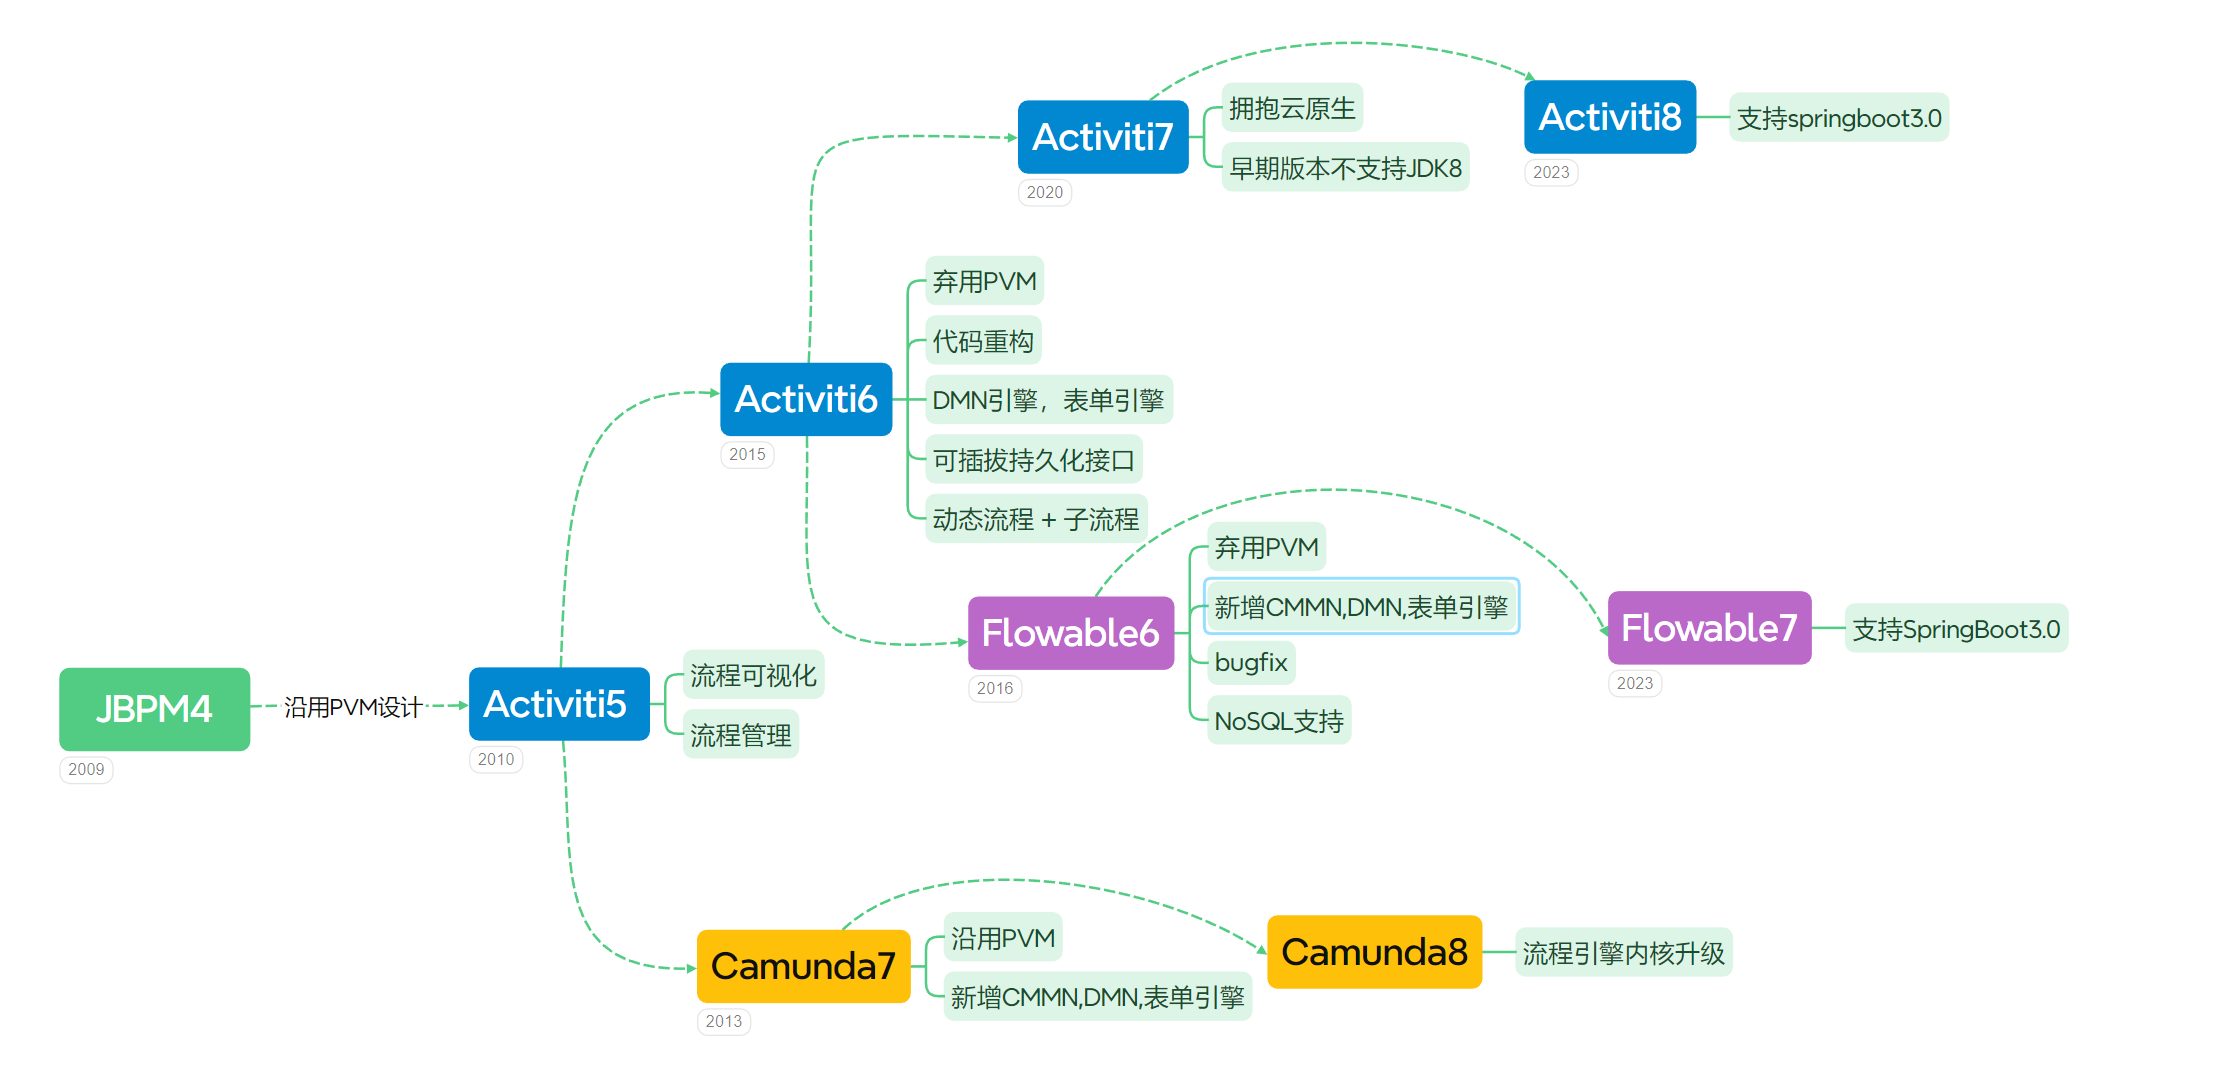 Activiti7
2020
拥抱云原生
早期版本不支持JDK8
Activiti8
2023
支持springboot3.0
Activiti6
2015
弃用PVM
代码重构
DMN引擎，表单引擎
可插拔持久化接口
动态流程 + 子流程
Flowable6
2016
弃用PVM
新增CMMN,DMN,表单引擎
bugfix
NoSQL支持
Flowable7
2023
支持SpringBoot3.0
JBPM4
2009
沿用PVM设计
Activiti5
2010
流程可视化
流程管理
Camunda7
2013
沿用PVM
新增CMMN,DMN,表单引擎
Camunda8
流程引擎内核升级